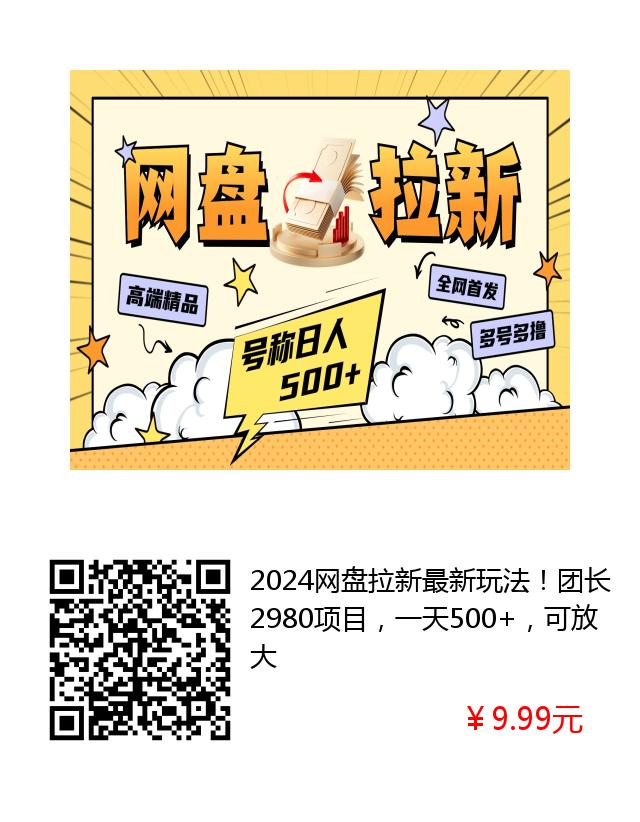 网盘拉新
高端精品
全网首发
多号多撸
号称日人
500+
2024网盘拉新最新玩法！团长
2980项目，一天500+，可放
大
￥9.99元